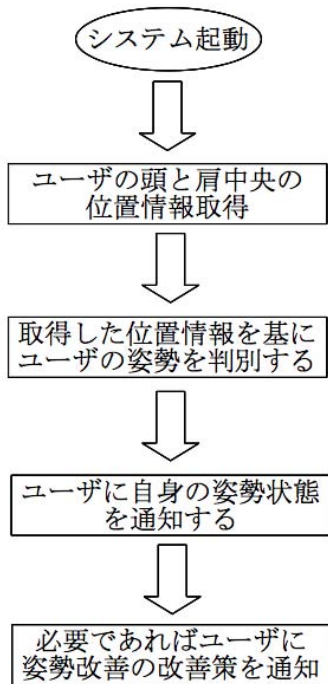 システム起動
ユーザの頭と肩中央の
位置情報取得
取得した位置情報を基に
ユーザの姿勢を判別する
ユーザに自身の姿勢状態
を通知する
必要であればユーザに
姿勢改善の改善策を通知